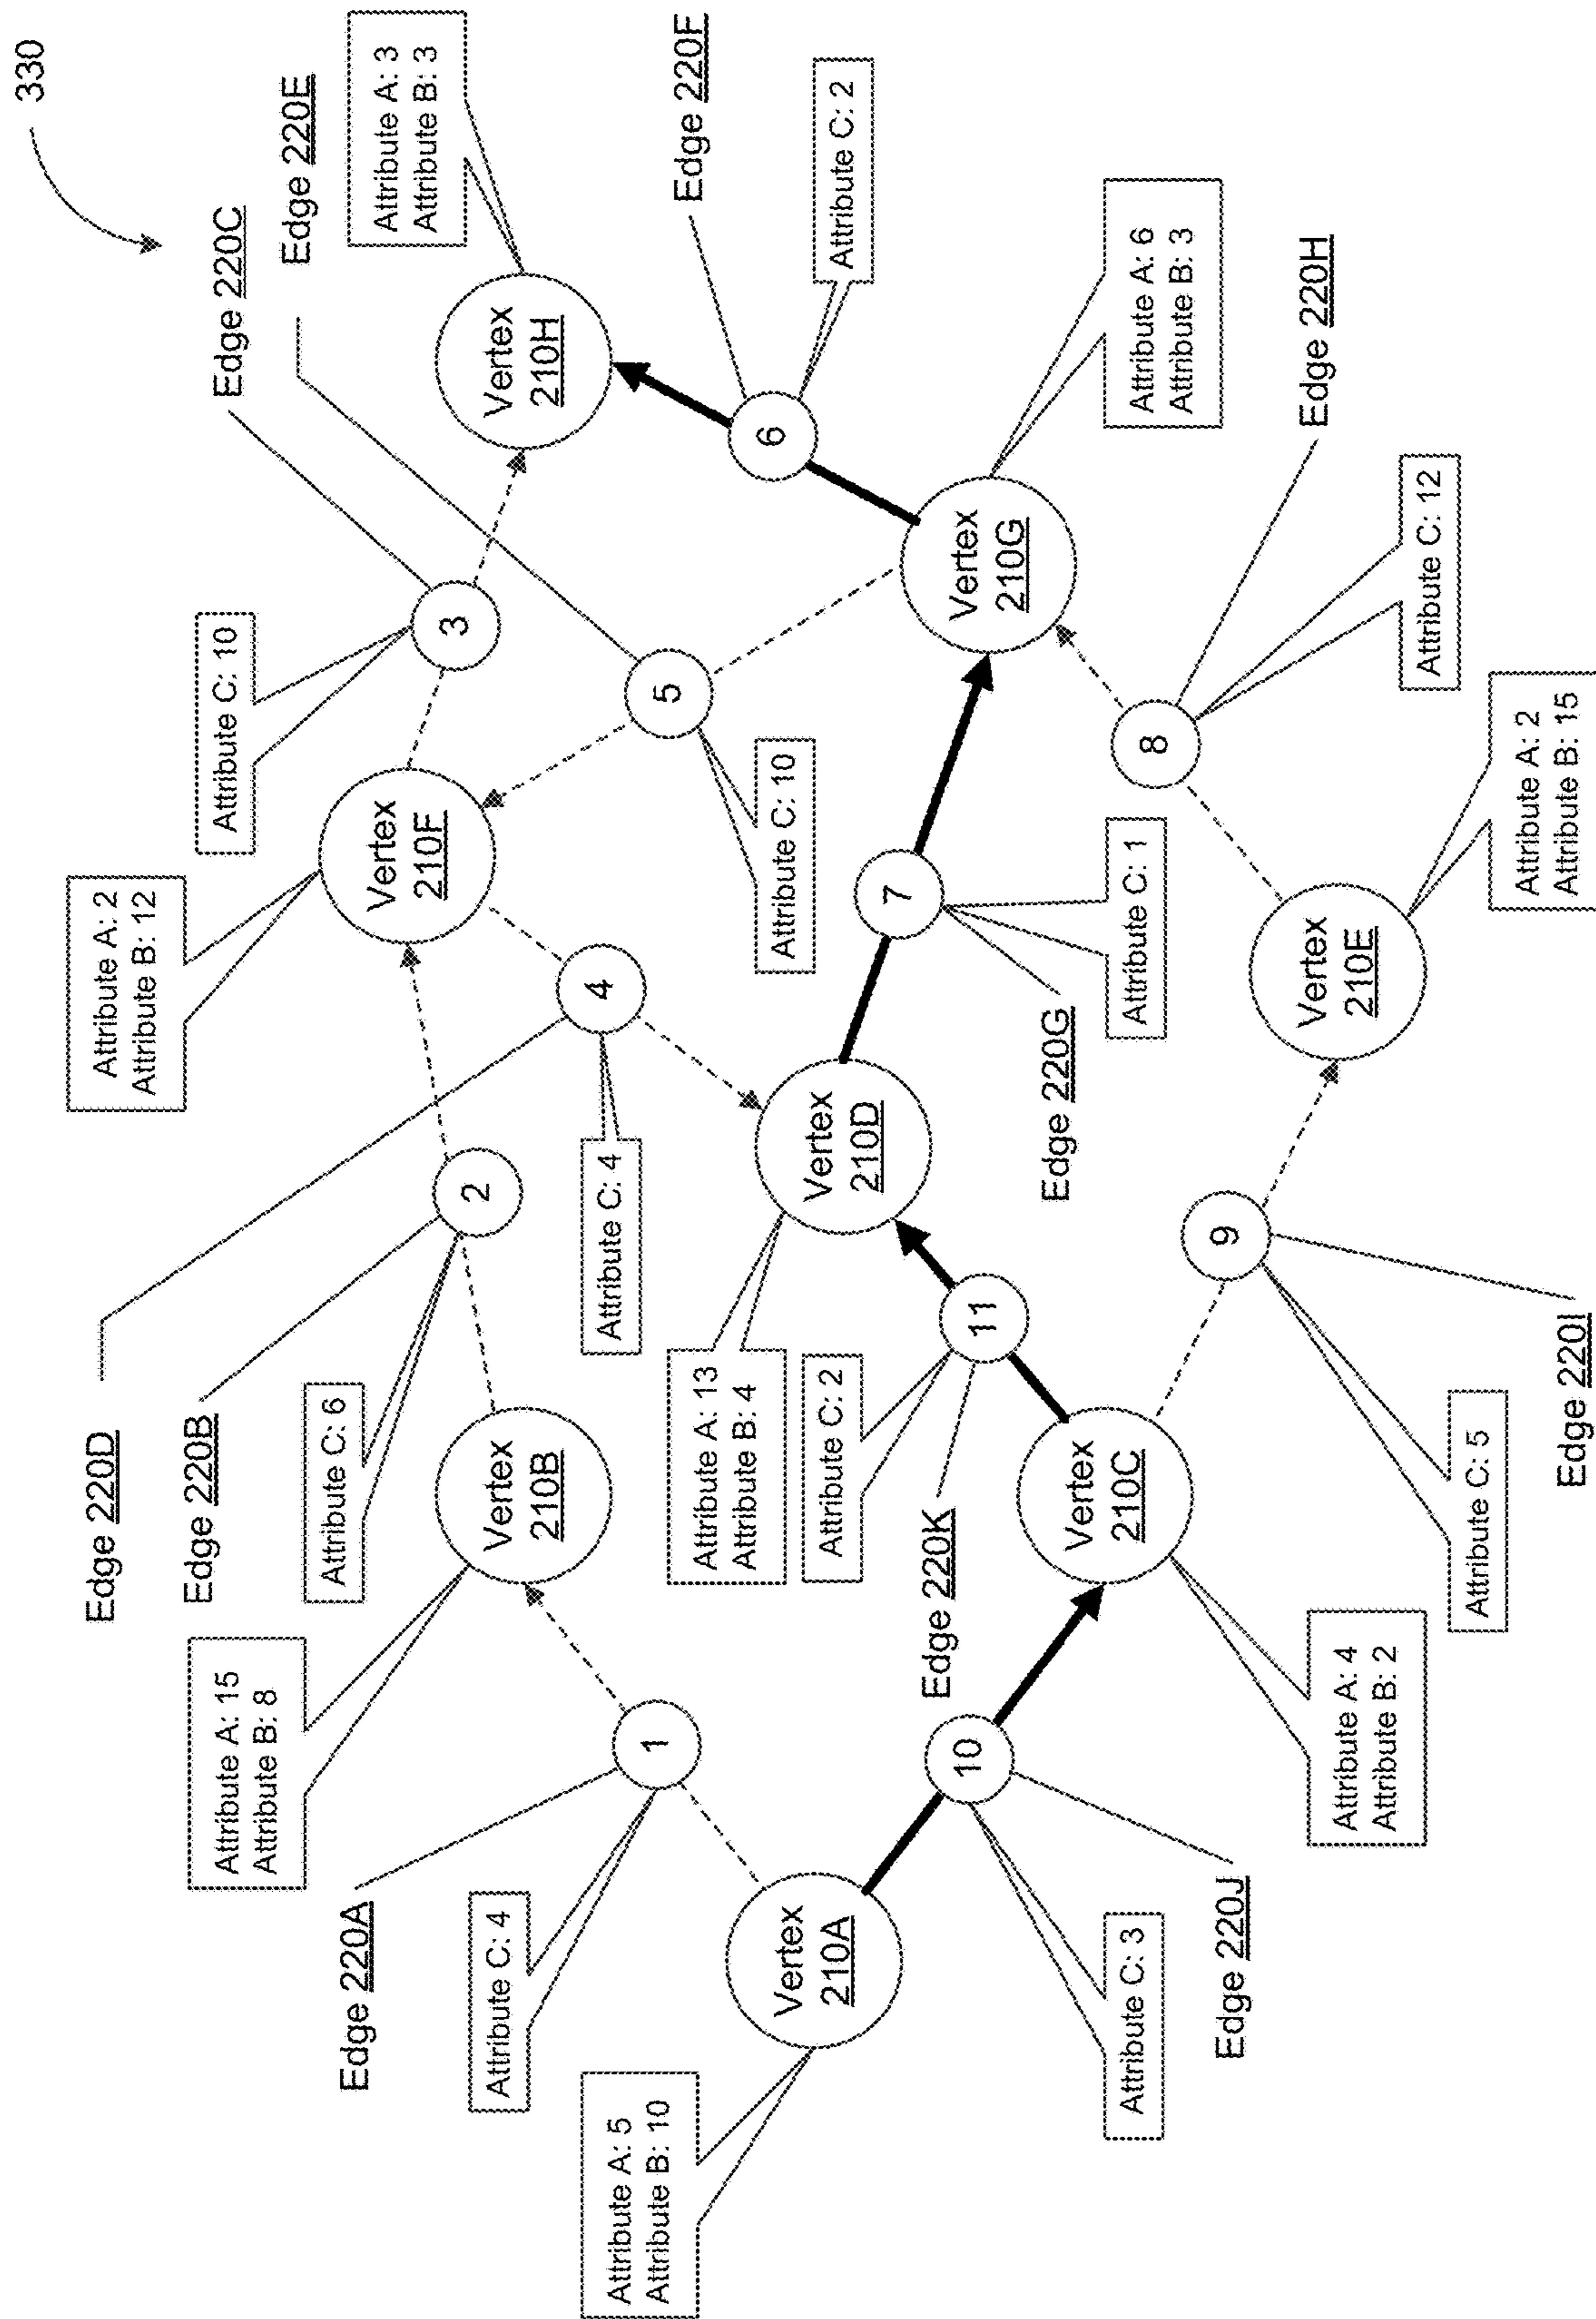 330
Edge 220D
Edge 220B
Edge 220C
Edge 220E
Attribute A: 15
Attribute B: 8
Attribute C: 6
Attribute A: 2
Attribute B: 12
Attribute C: 10
Attribute A: 3
Attribute B: 3
Edge 220A
Attribute C: 4
1
Vertex
210B
2
Vertex
210F
3
Vertex
210H
Attribute A: 5
Attribute B: 10
Attribute A: 13
Attribute B: 4
Attribute C: 4
4
5
Edge 220F
Vertex
210A
Attribute C: 2
Vertex
210D
Attribute C: 10
6
Attribute C: 2
10
Edge 220K
11
7
Vertex
210G
Attribute C: 3
Vertex
210C
Edge 220G
Attribute C: 1
8
Attribute A: 6
Attribute B: 3
Edge 220J
Attribute A: 4
Attribute B: 2
9
Vertex
210E
Edge 220H
Attribute C: 5
Attribute C: 12
Edge 220I
Attribute A: 2
Attribute B: 15